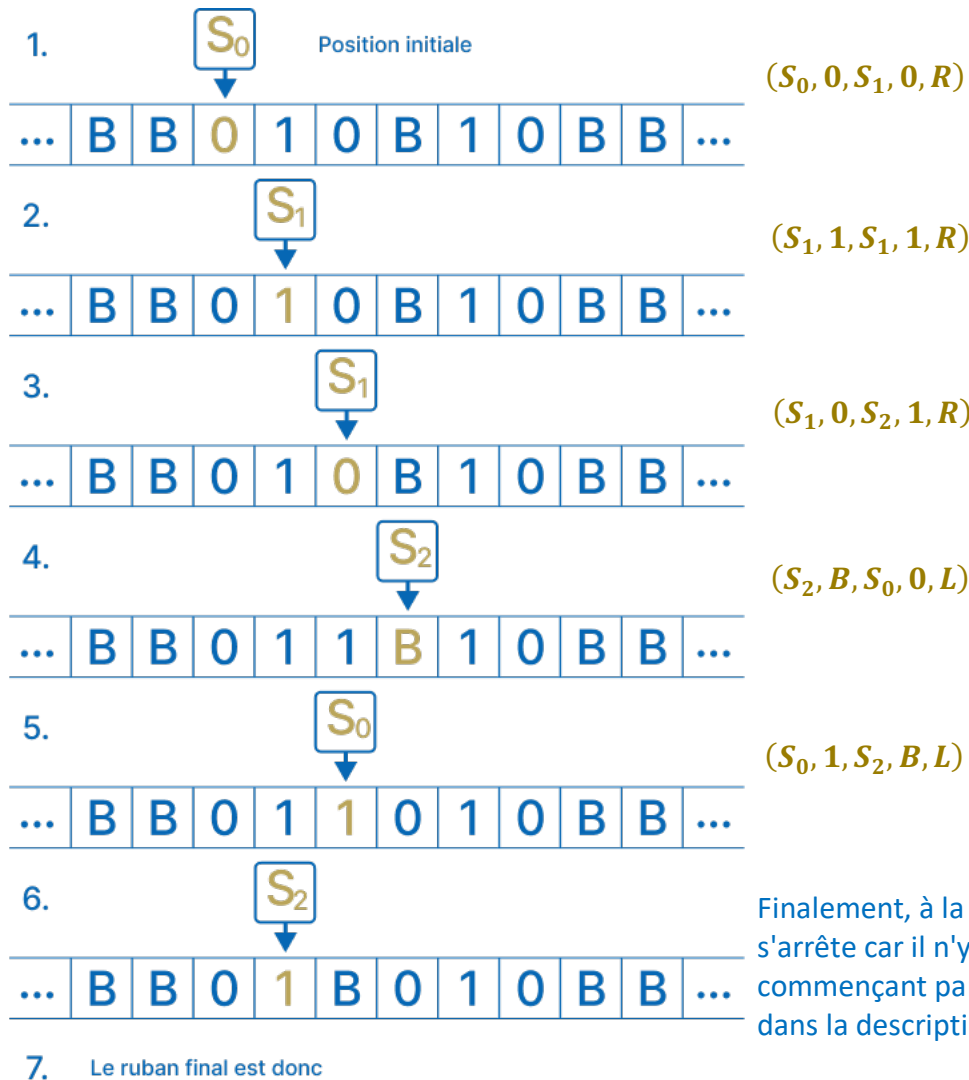 1. S₀ Position initiale
(S₀, 0, S₁, 0, R)
... B B 0 1 0 B 1 0 B B ...
2. S₁
(S₁, 1, S₁, 1, R)
... B B 0 1 0 B 1 0 B B ...
3. S₁
(S₁, 0, S₂, 1, R)
... B B 0 1 0 B 1 0 B B ...
4. S₂
(S₂, B, S₀, 0, L)
... B B 0 1 1 B 1 0 B B ...
5. S₀
(S₀, 1, S₂, B, L)
... B B 0 1 1 0 1 0 B B ...
6. S₂
Finalement, à la
s'arrête car il n'y
commençant pa
dans la descripti
... B B 0 1 B 0 1 0 B B ...
7. Le ruban final est donc